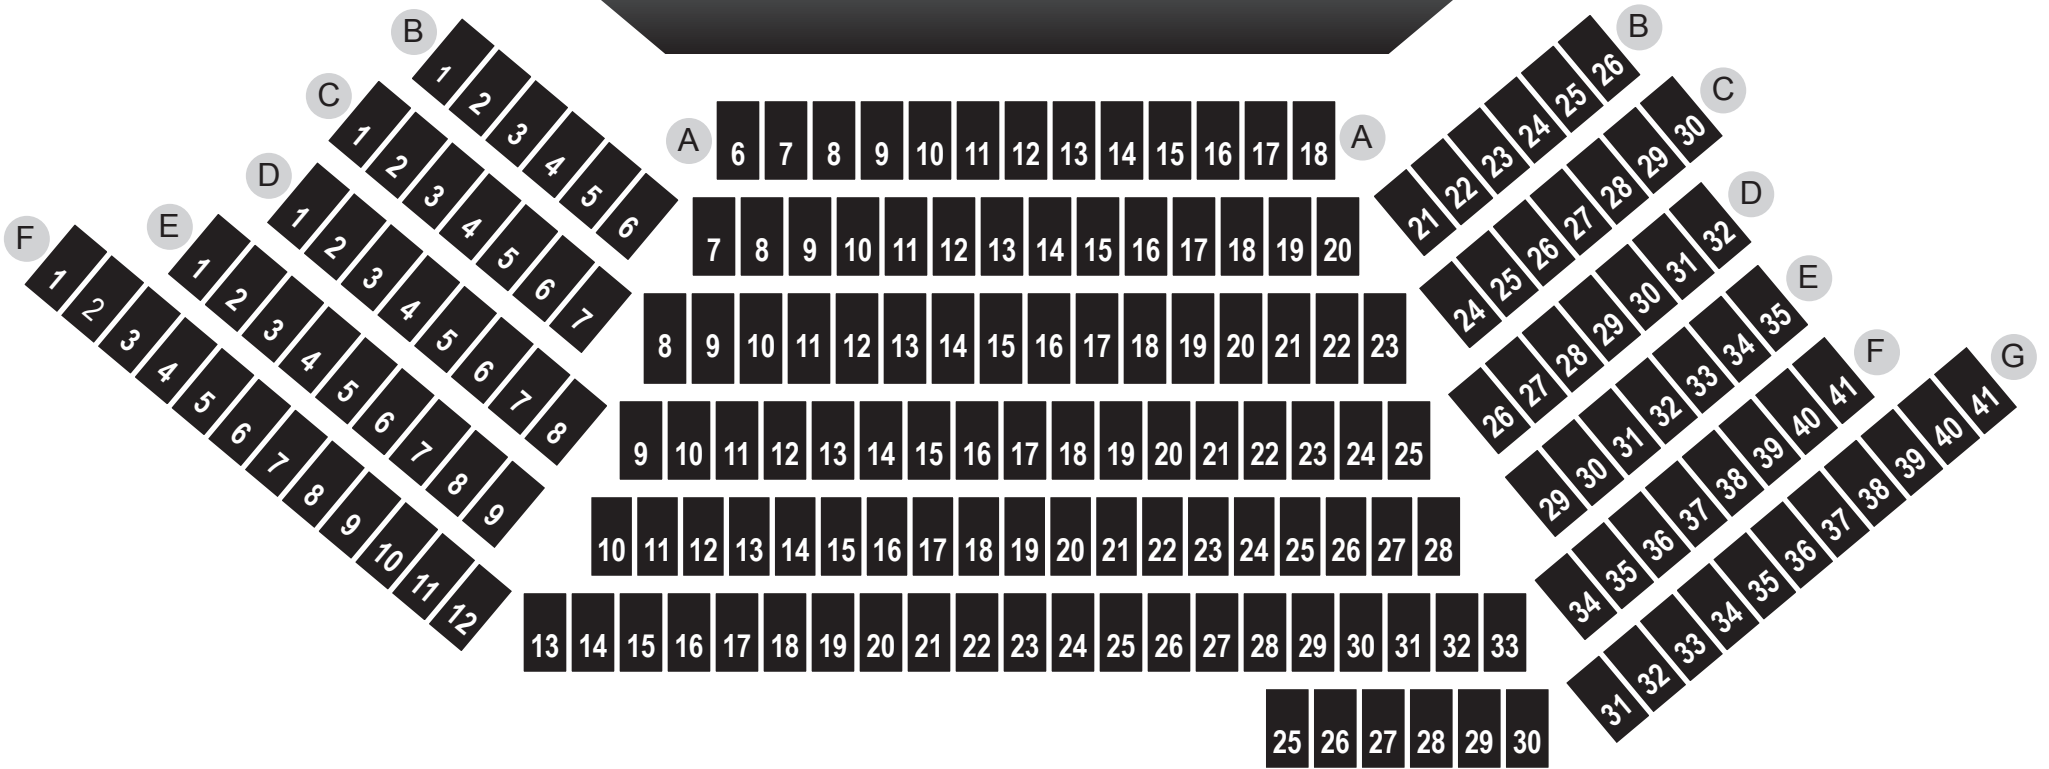 B 1 2 3 4 5 6
C 1 2 3 4 5 6 7
D 1 2 3 4 5 6 7 8
E 1 2 3 4 5 6 7 8 9
F 1 2 3 4 5 6 7 8 9 10 11 12
A 6 7 8 9 10 11 12 13 14 15 16 17 18 A
7 8 9 10 11 12 13 14 15 16 17 18 19 20
8 9 10 11 12 13 14 15 16 17 18 19 20 21 22 23
9 10 11 12 13 14 15 16 17 18 19 20 21 22 23 24 25
10 11 12 13 14 15 16 17 18 19 20 21 22 23 24 25 26 27 28
13 14 15 16 17 18 19 20 21 22 23 24 25 26 27 28 29 30 31 32 33
25 26 27 28 29 30
21 22 23 24 25 26 B
24 25 26 27 28 29 30 C
26 27 28 29 30 31 32 D
29 30 31 32 33 34 35 E
34 35 36 37 38 39 40 41 F
31 32 33 34 35 36 37 38 39 40 41 G